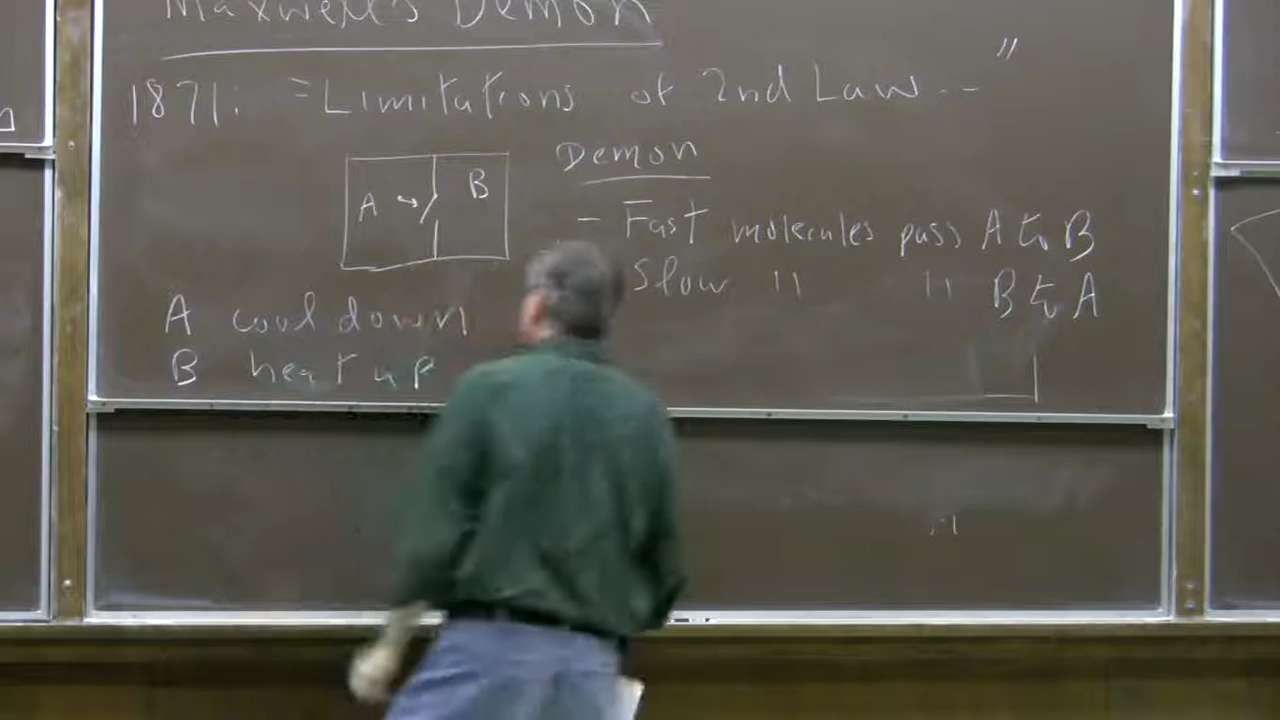 Maxwell's Demon
1871: "Limitations of 2nd Law --"
A B
Demon
- Fast molecules pass A to B
Slow " " B to A
A cool down
B heat up